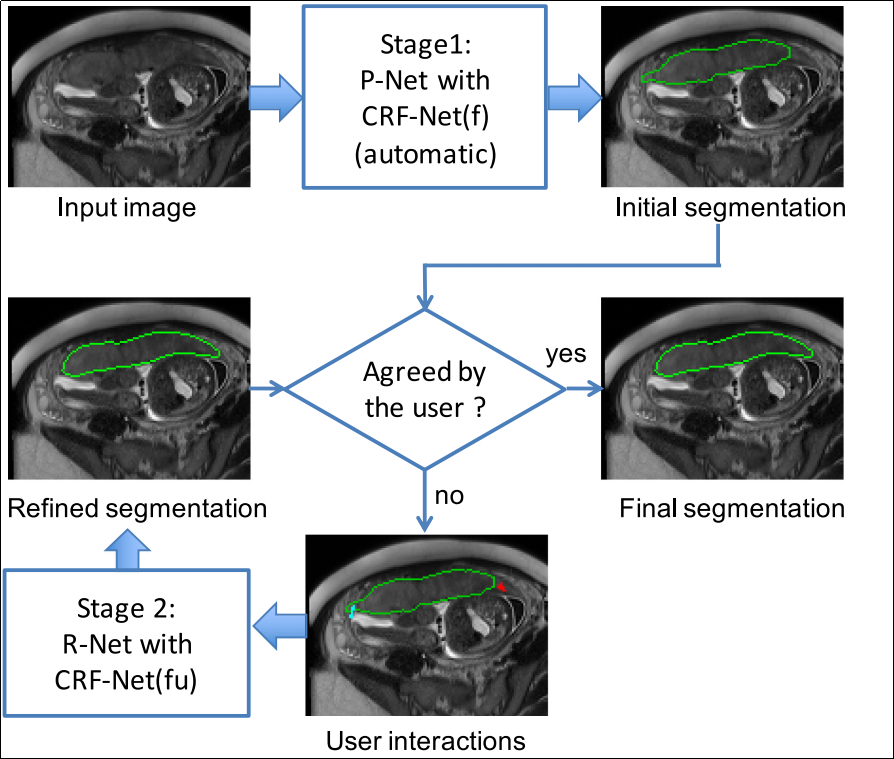 Stage1:
P-Net with
CRF-Net(f)
(automatic)
Input image
Initial segmentation
Agreed by
the user ?
yes
no
Refined segmentation
Final segmentation
Stage 2:
R-Net with
CRF-Net(fu)
User interactions